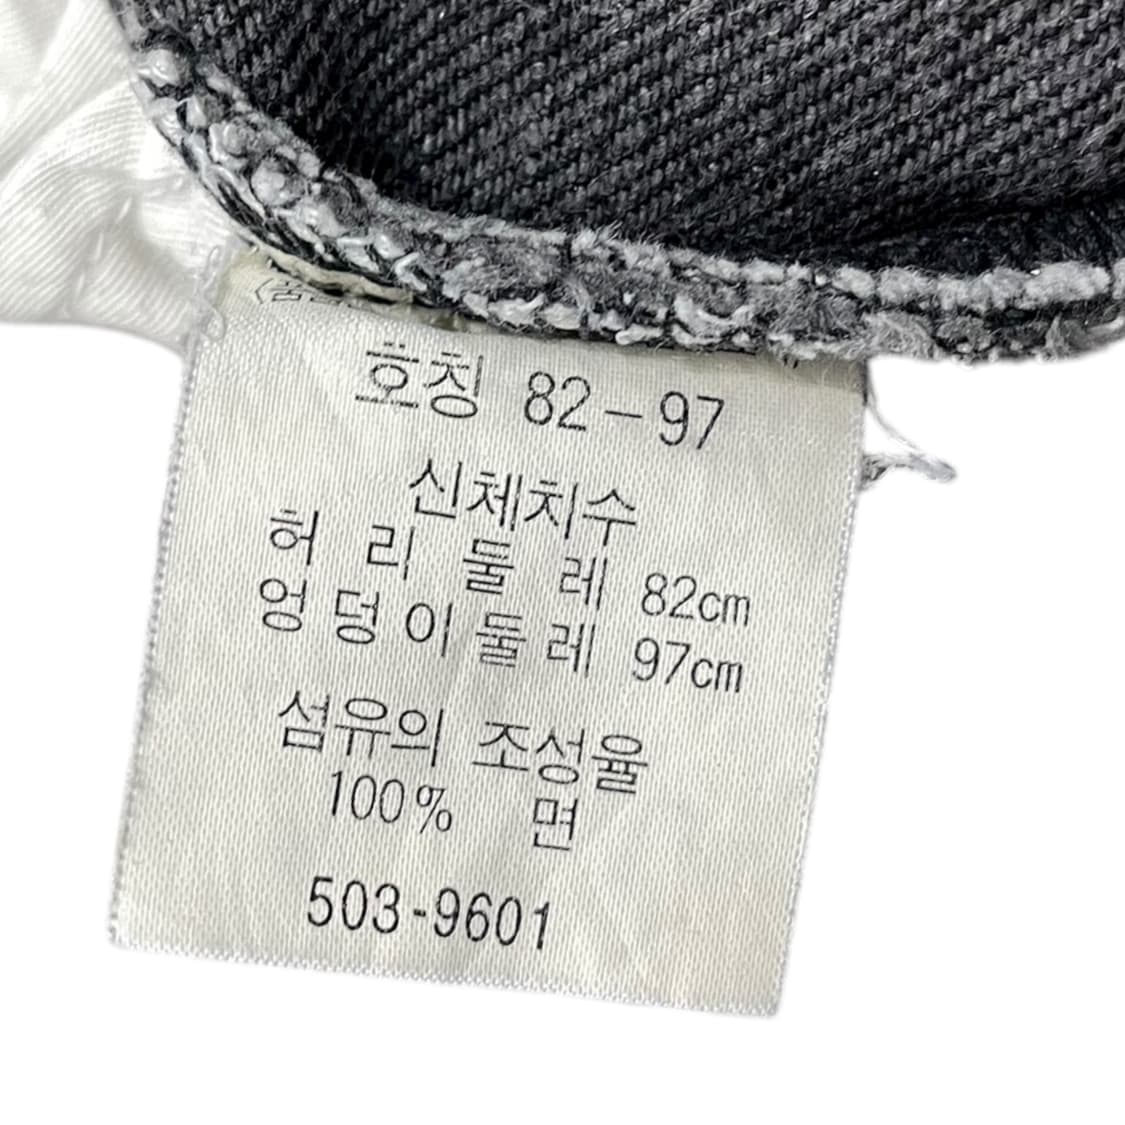 호칭 82-97
신체치수
허 리 둘 레 82cm
엉덩이둘레 97cm
섬유의 조성율
100% 면
503-9601